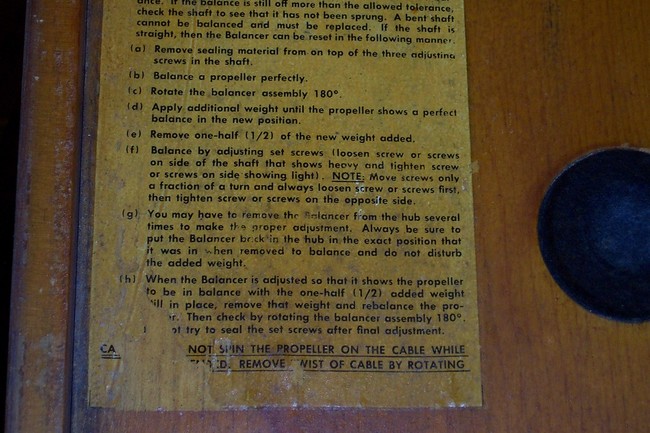 ance. If the balance is still off more than the allowed tolerance,
check the shaft to see that it has not been sprung. A bent shaft
cannot be balanced and must be replaced. If the shaft is
straight, then the Balancer can be reset in the following manner.
(a) Remove sealing material from on top of the three adjusting
screws in the shaft.
(b) Balance a propeller perfectly.
(c) Rotate the balancer assembly 180°.
(d) Apply additional weight until the propeller shows a perfect
balance in the new position.
(e) Remove one-half (1/2) of the new weight added.
(f) Balance by adjusting set screws (loosen screw or screws
on side of the shaft that shows heavy and tighten screw
or screws on side showing light). NOTE: Move screws only
a fraction of a turn and always loosen screw or screws first,
then tighten screw or screws on the opposite side.
(g) You may have to remove the Balancer from the hub several
times to make the proper adjustment. Always be sure to
put the Balancer back in the hub in the exact position that
it was in when removed to balance and do not disturb
the added weight.
(h) When the Balancer is adjusted so that it shows the propeller
to be in balance with the one-half (1/2) added weight
ill in place, remove that weight and rebalance the pro-
r. Then check by rotating the balancer assembly 180°.
ot try to seal the set screws after final adjustment.
CA NOT SPIN THE PROPELLER ON THE CABLE WHILE
D. REMOVE WIST OF CABLE BY ROTATING